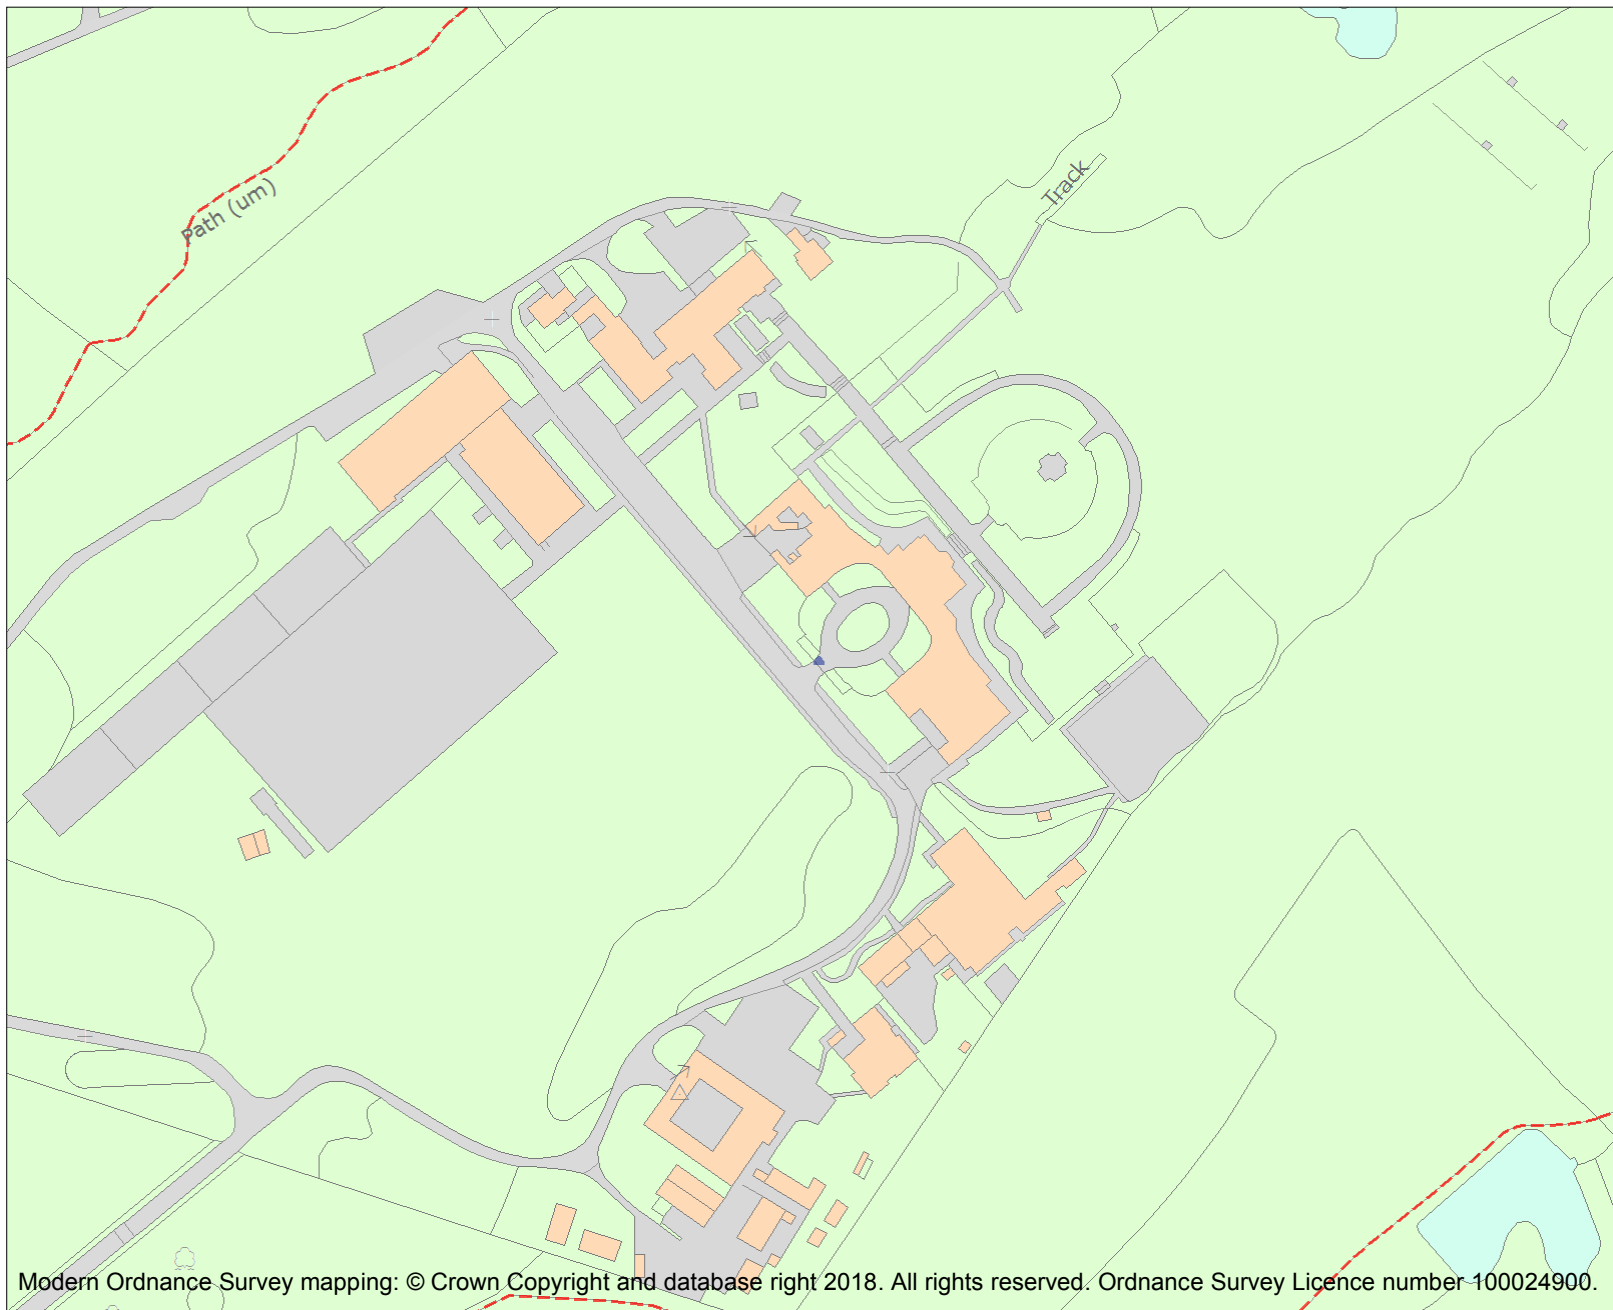 Track
Path (um)
Modern Ordnance Survey mapping: © Crown Copyright and database right 2018. All rights reserved. Ordnance Survey Licence number 100024900.